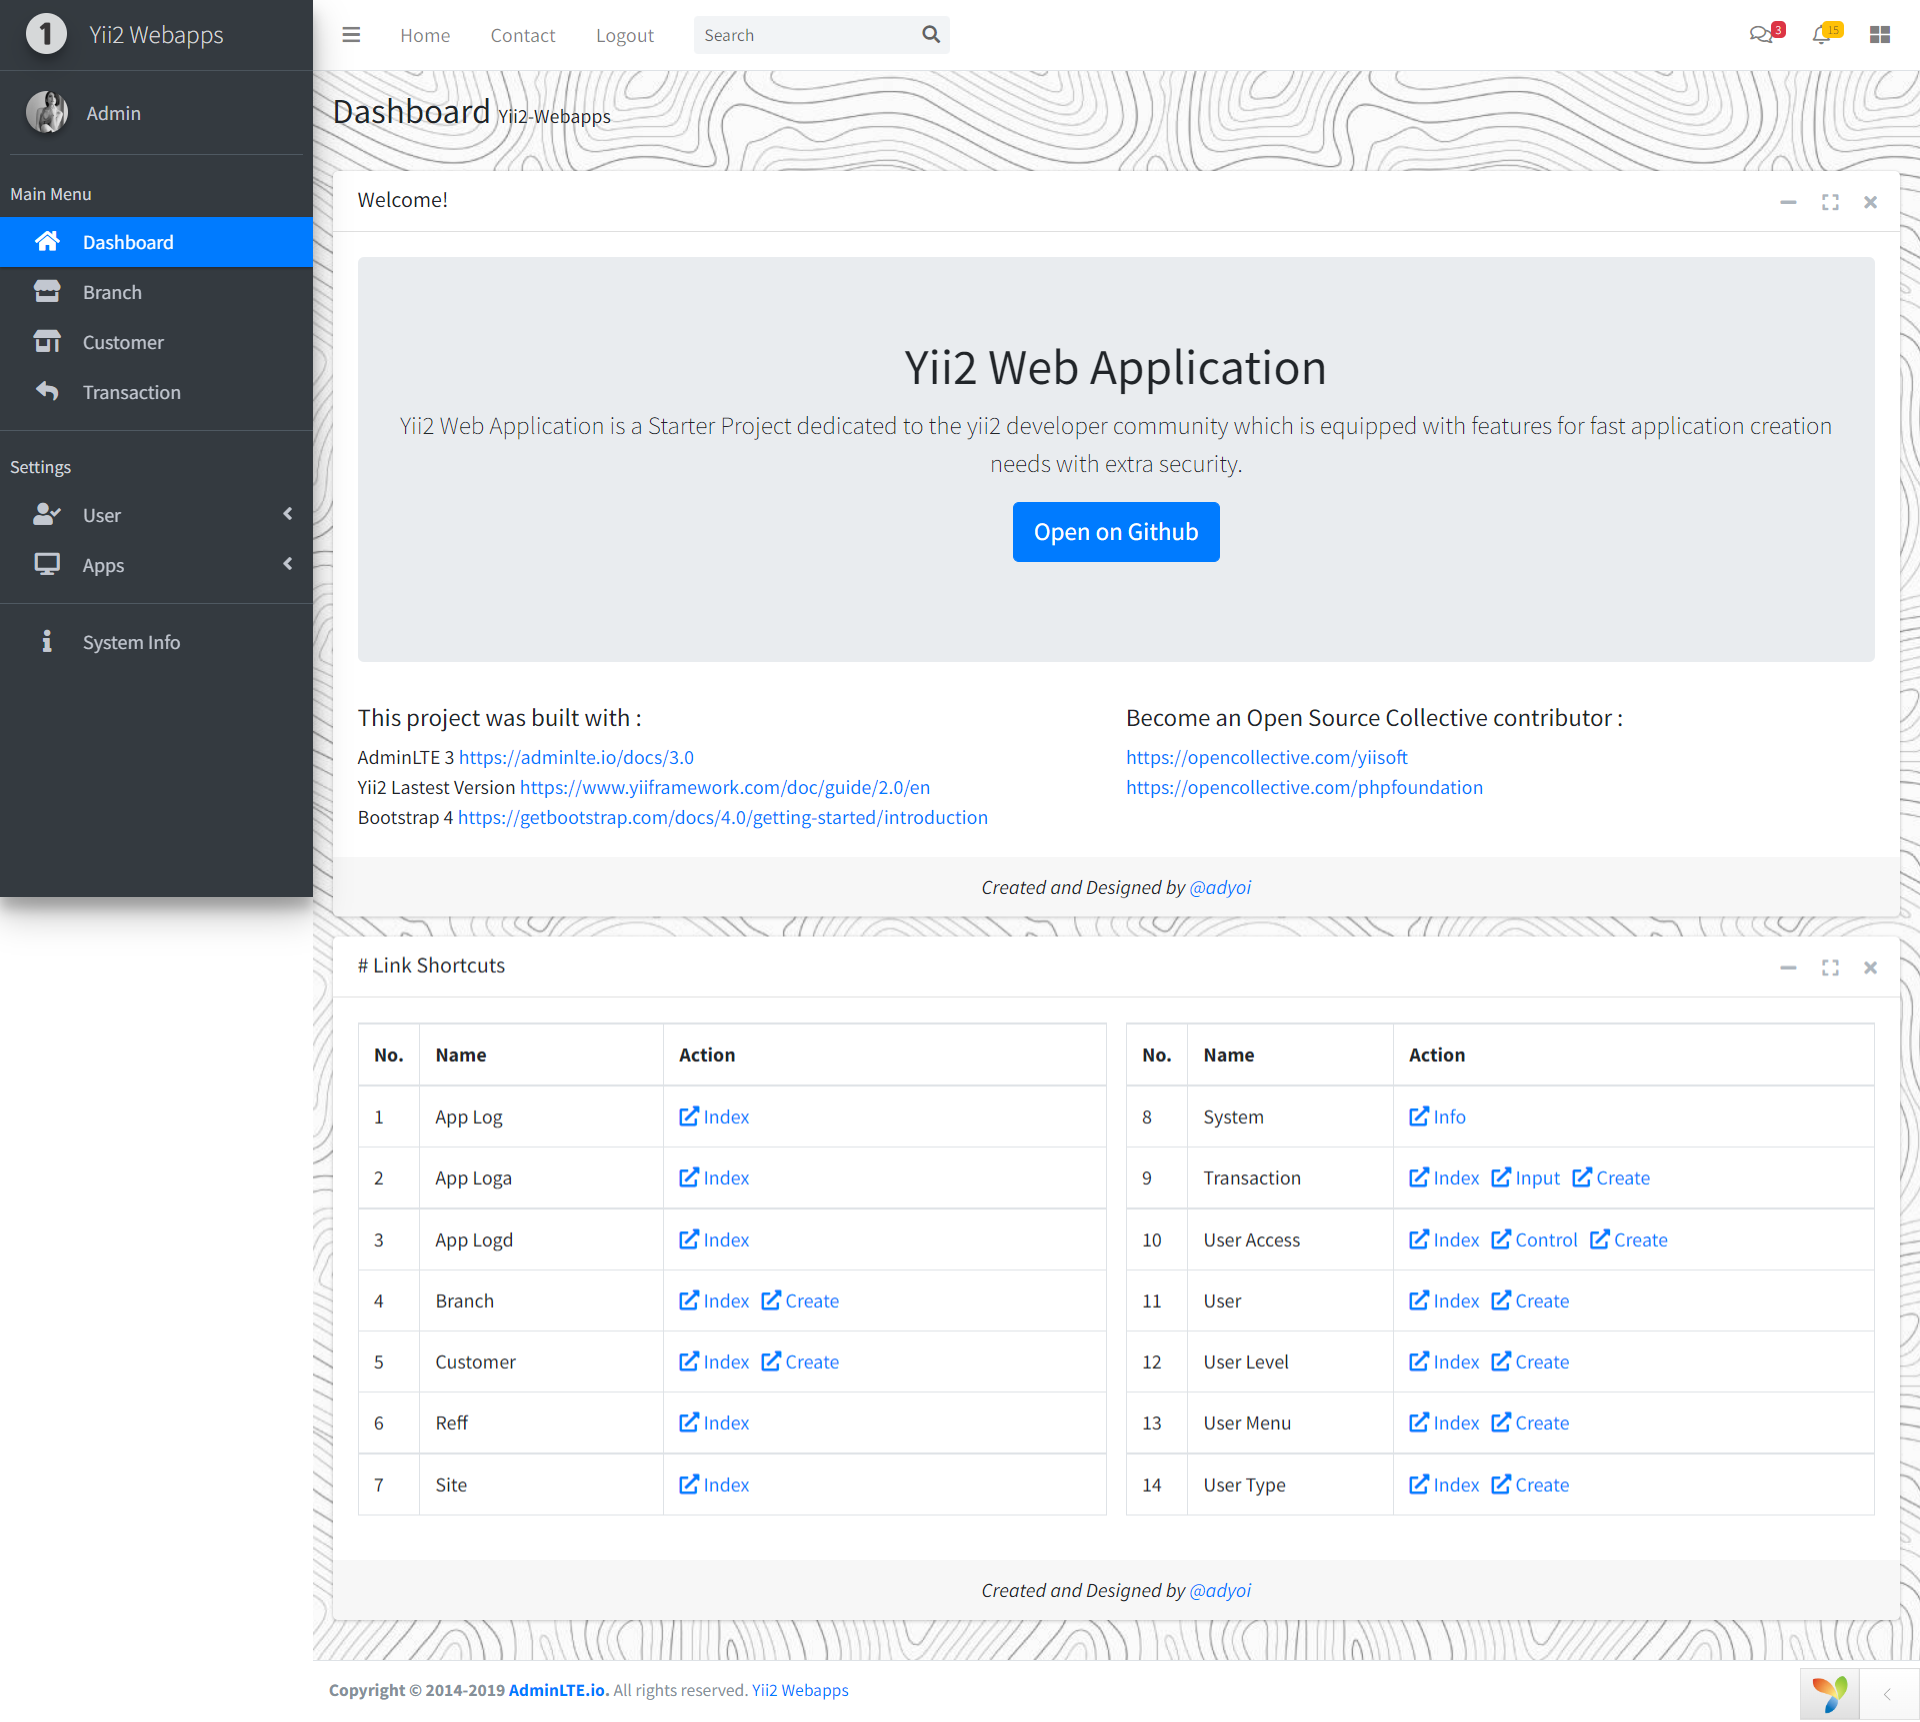 1 Yii2 Webapps
Home Contact Logout Search 3 15
Admin
Main Menu
Dashboard
Branch
Customer
Transaction
Settings
User
Apps
System Info
Dashboard Yii2-Webapps
Welcome!
Yii2 Web Application
Yii2 Web Application is a Starter Project dedicated to the yii2 developer community which is equipped with features for fast application creation
needs with extra security.
Open on Github
This project was built with :
AdminLTE 3 https://adminlte.io/docs/3.0
Yii2 Lastest Version https://www.yiiframework.com/doc/guide/2.0/en
Bootstrap 4 https://getbootstrap.com/docs/4.0/getting-started/introduction
Become an Open Source Collective contributor :
https://opencollective.com/yiisoft
https://opencollective.com/phpfoundation
Created and Designed by @adyoi
# Link Shortcuts
No. Name Action
1 App Log Index
2 App Loga Index
3 App Logd Index
4 Branch Index Create
5 Customer Index Create
6 Reff Index
7 Site Index
No. Name Action
8 System Info
9 Transaction Index Input Create
10 User Access Index Control Create
11 User Index Create
12 User Level Index Create
13 User Menu Index Create
14 User Type Index Create
Created and Designed by @adyoi
Copyright © 2014-2019 AdminLTE.io. All rights reserved. Yii2 Webapps